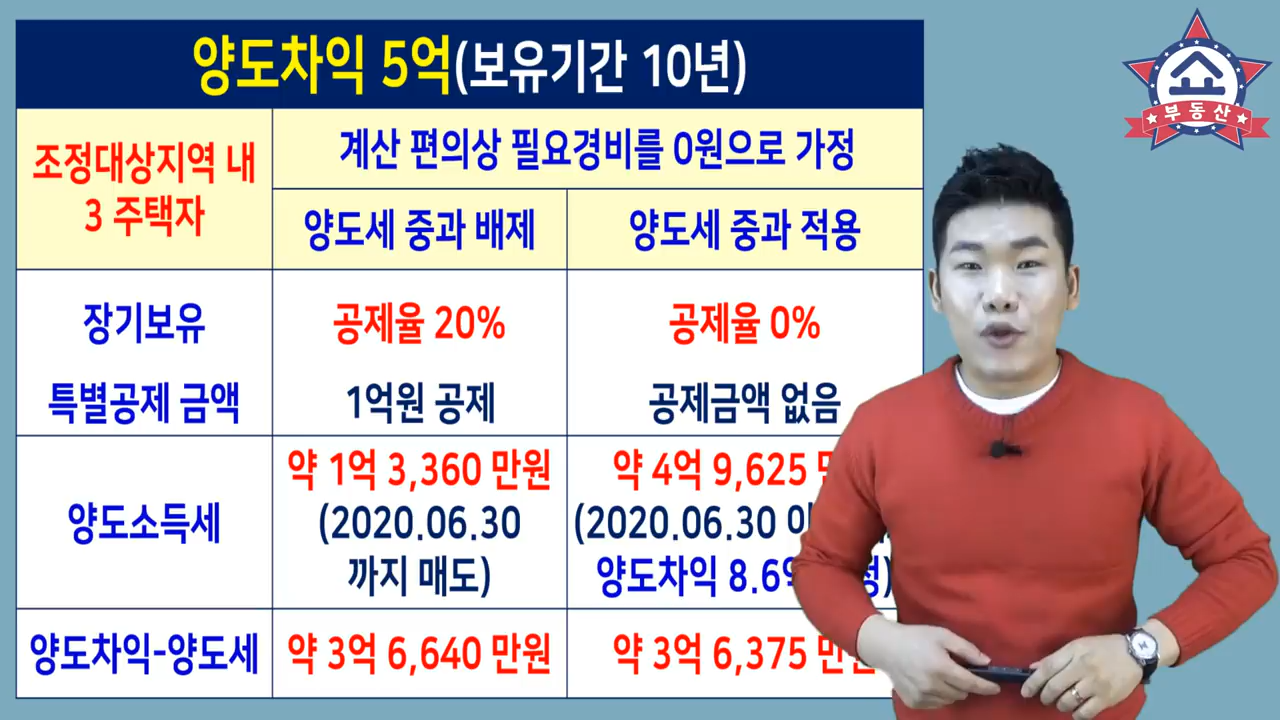 양도차익 5억(보유기간 10년)
부동산
조정대상지역 내
3 주택자
계산 편의상 필요경비를 0원으로 가정
양도세 중과 배제
양도세 중과 적용
장기보유
특별공제 금액
공제율 20%
1억원 공제
공제율 0%
공제금액 없음
양도소득세
약 1억 3,360 만원
(2020.06.30
까지 매도)
약 4억 9,625
(2020.06.30
양도차익
양도차익-양도세
약 3억 6,640 만원
약 3억 6,375 만원